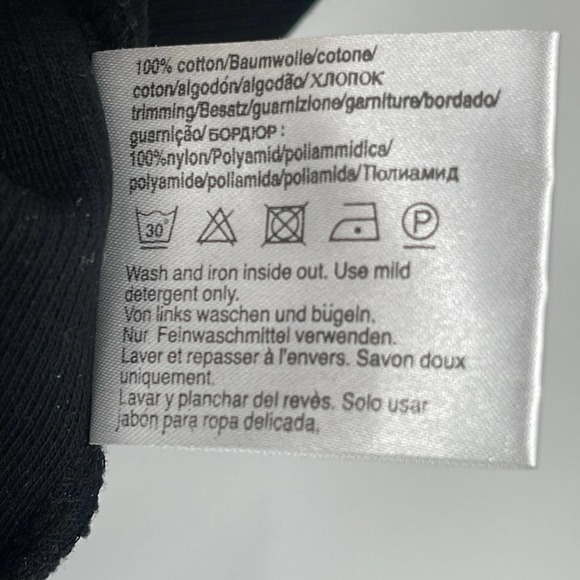 100% cotton/Baumwolle/cotone/
coton/algodón/algodão/ХЛОПОК
trimming/Besatz/guarnizione/garniture/bordado/
guarnição/БОРДЮР:
100%nylon/Polyamid/poliammidica/
polyamide/poliamida/poliamida/Полиамид
30° P
Wash and iron inside out. Use mild
detergent only.
Von links waschen und bügeln.
Nur Feinwaschmittel verwenden.
Laver et repasser à l'envers. Savon doux
uniquement.
Lavar y planchar del revès. Solo usar
jabón para ropa delicada.